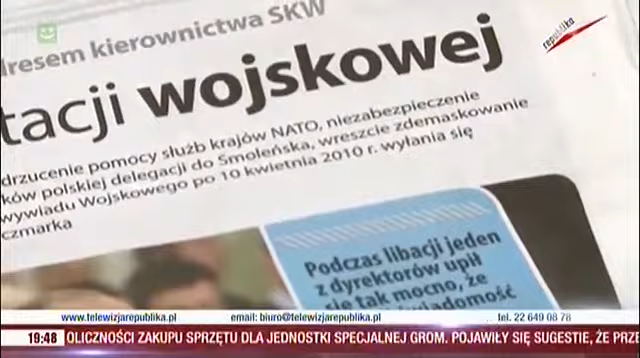 dresem kierownictwa SKW
republika
tacji wojskowej
drzucenie pomocy służb krajów NATO, niezabezpieczenie
ków polskiej delegacji do Smoleńska, wreszcie zdemaskowanie
wywiadu Wojskowego po 10 kwietnia 2010 r. wyłania się
czmarka
Podczas libacji jeden
z dyrektorów upił
się tak mocno, że
wiadomość
www.telewizjarepublika.pl email: biuro@telewizjarepublika.pl tel. 22 649 08 78
19:48 OLICZNOŚCI ZAKUPU SPRZĘTU DLA JEDNOSTKI SPECJALNEJ GROM. POJAWIŁY SIĘ SUGESTIE, ŻE PRZE